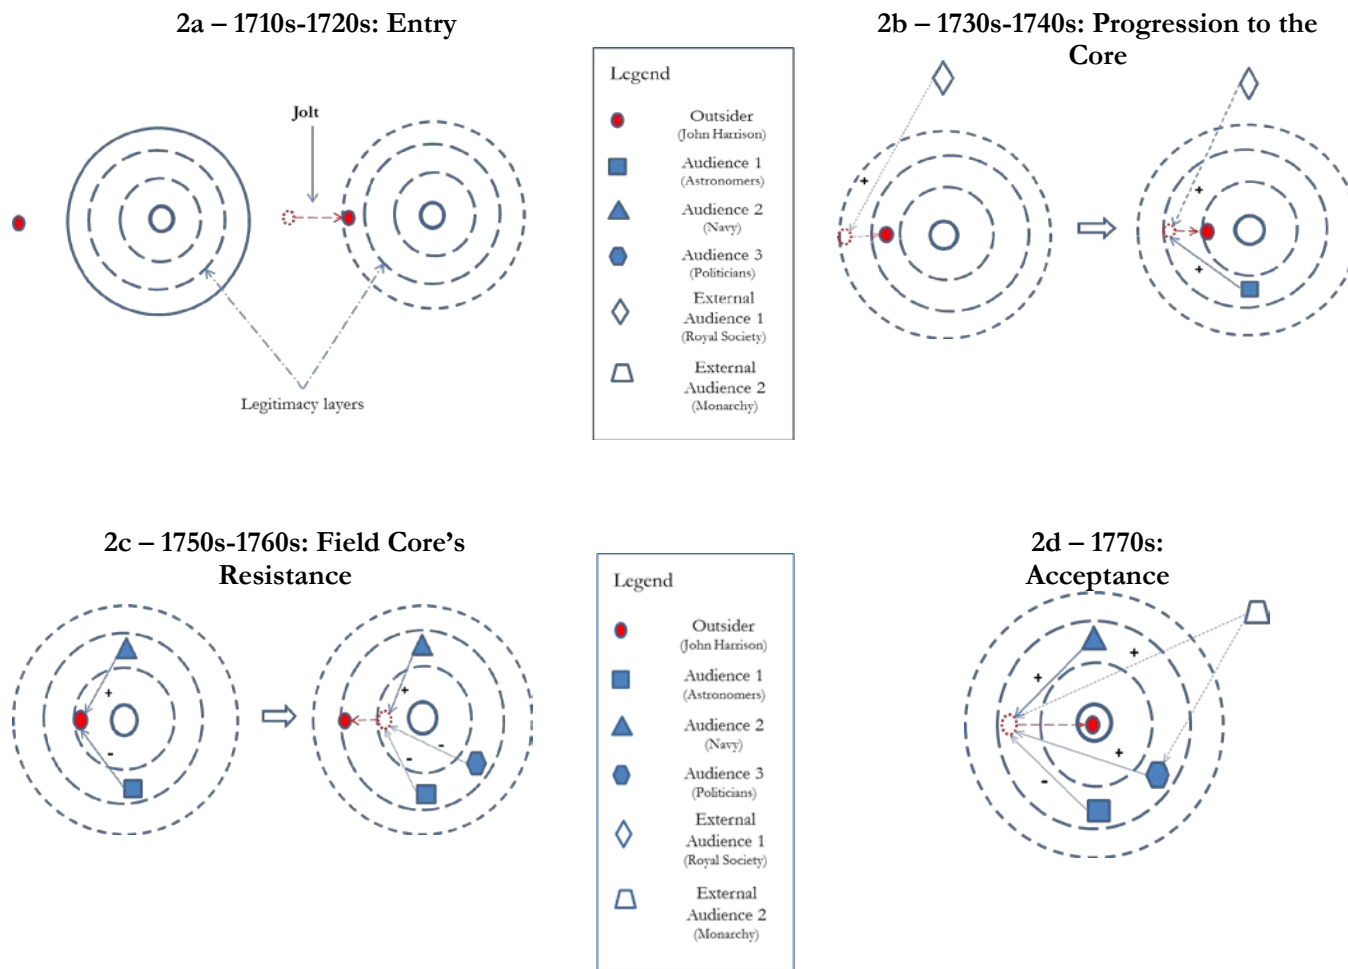 2a – 1710s-1720s: Entry
Jolt
Legitimacy layers
Legend
Outsider
(John Harrison)
Audience 1
(Astronomers)
Audience 2
(Navy)
Audience 3
(Politicians)
External
Audience 1
(Royal Society)
External
Audience 2
(Monarchy)
2b – 1730s-1740s: Progression to the
Core
+
+
+
2c – 1750s-1760s: Field Core's
Resistance
+
-
+
-
-
Legend
Outsider
(John Harrison)
Audience 1
(Astronomers)
Audience 2
(Navy)
Audience 3
(Politicians)
External
Audience 1
(Royal Society)
External
Audience 2
(Monarchy)
2d – 1770s:
Acceptance
+
+
+
-